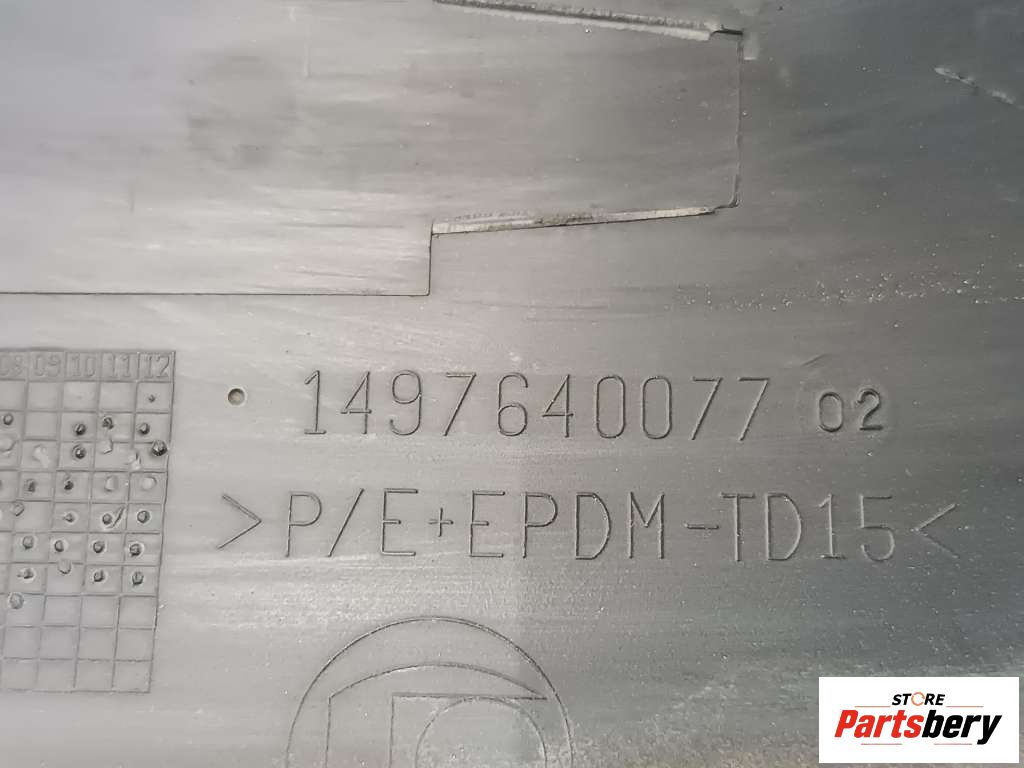 08 09 10 11 12
1497640077 02
>P/E+EPDM-TD15<
STORE
Partsbery